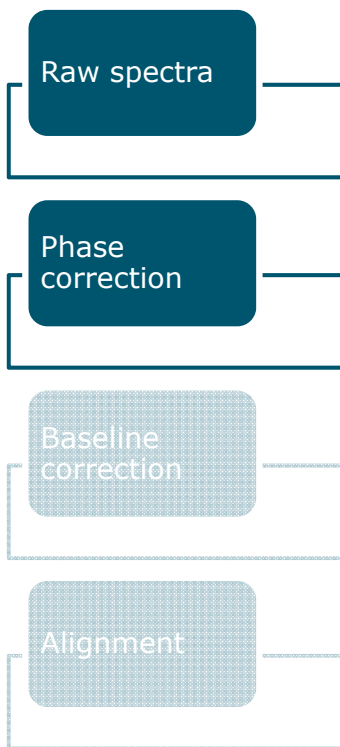 Raw spectra
Phase
correction
Baseline
correction
Alignment